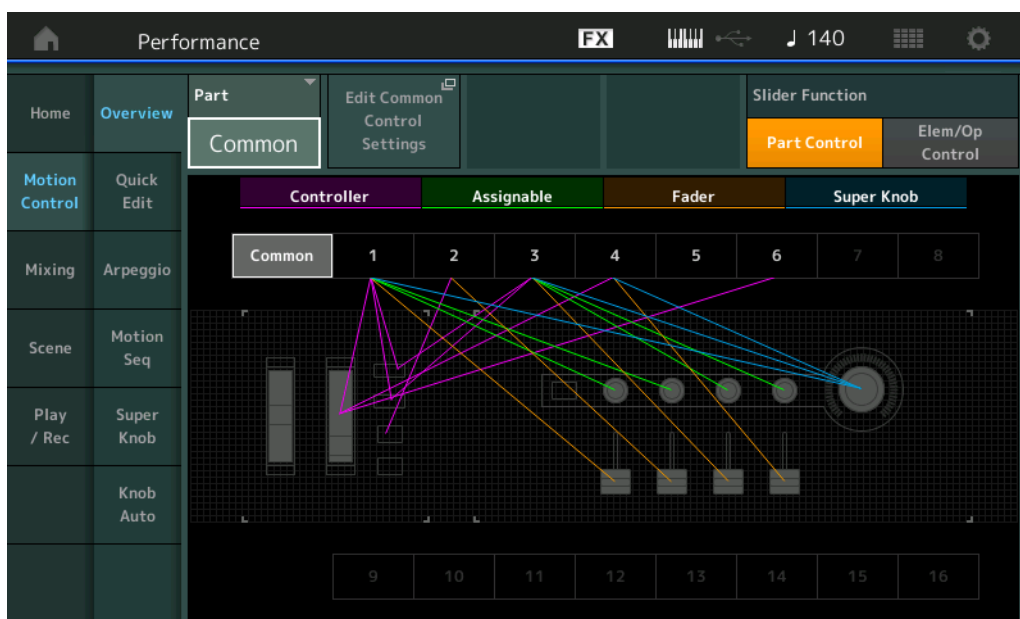 Performance
FX
♩ 140
Home
Overview
Part
Common
Edit Common
Control
Settings
Slider Function
Part Control
Elem/Op
Control
Motion
Control
Quick
Edit
Controller
Assignable
Fader
Super Knob
Common
1
2
3
4
5
6
7
8
Mixing
Arpeggio
Scene
Motion
Seq
Play
/ Rec
Super
Knob
Knob
Auto
9
10
11
12
13
14
15
16